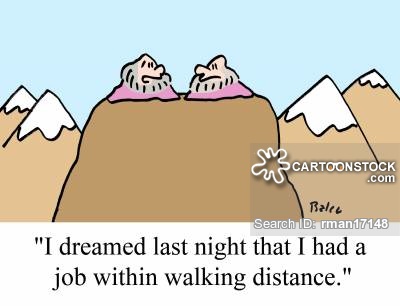 CARTOONSTOCK
.com
Baloo
Search ID: rman17148
"I dreamed last night that I had a
job within walking distance."